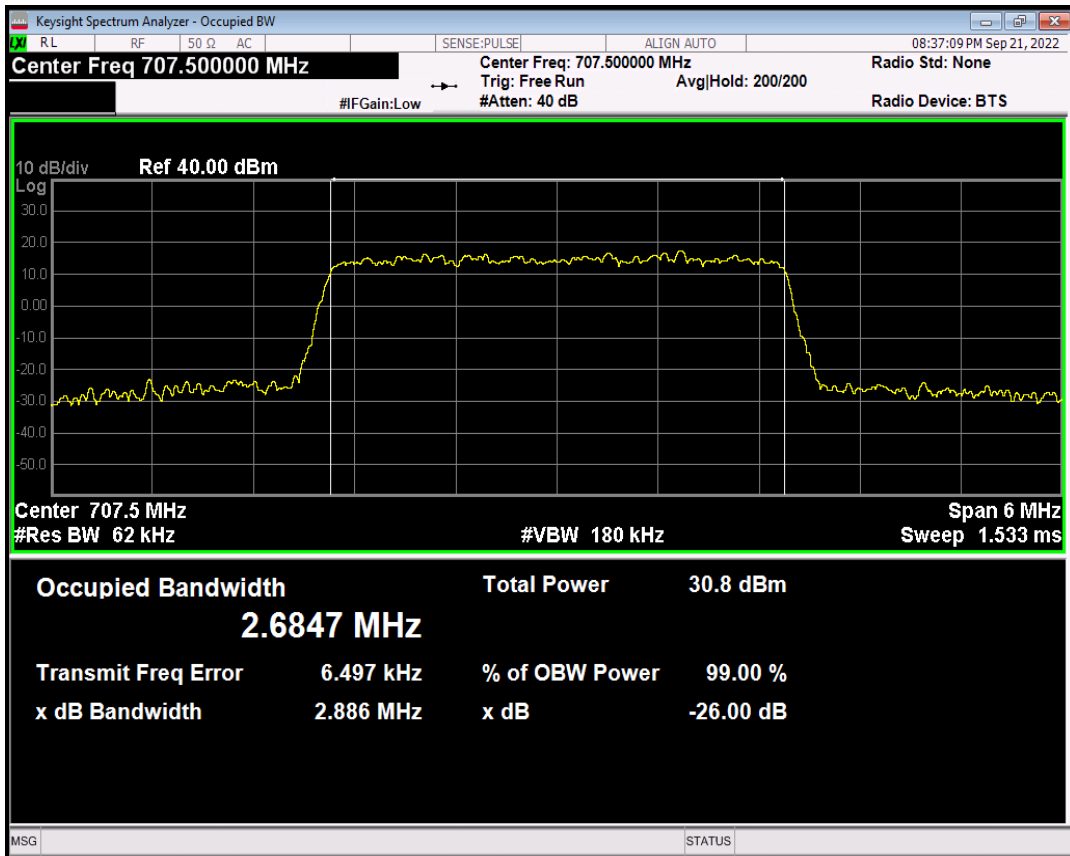 Keysight Spectrum Analyzer - Occupied BW
LXI RL RF 50 Ω AC SENSE:PULSE ALIGN AUTO 08:37:09 PM Sep 21, 2022
Center Freq 707.500000 MHz
Center Freq: 707.500000 MHz
Radio Std: None
Trig: Free Run Avg|Hold: 200/200
#IFGain:Low #Atten: 40 dB
Radio Device: BTS
10 dB/div Ref 40.00 dBm
Log
30.0
20.0
10.0
0.00
-10.0
-20.0
-30.0
-40.0
-50.0
Center 707.5 MHz Span 6 MHz
#Res BW 62 kHz #VBW 180 kHz Sweep 1.533 ms
Occupied Bandwidth Total Power 30.8 dBm
2.6847 MHz
Transmit Freq Error 6.497 kHz % of OBW Power 99.00 %
x dB Bandwidth 2.886 MHz x dB -26.00 dB
MSG STATUS